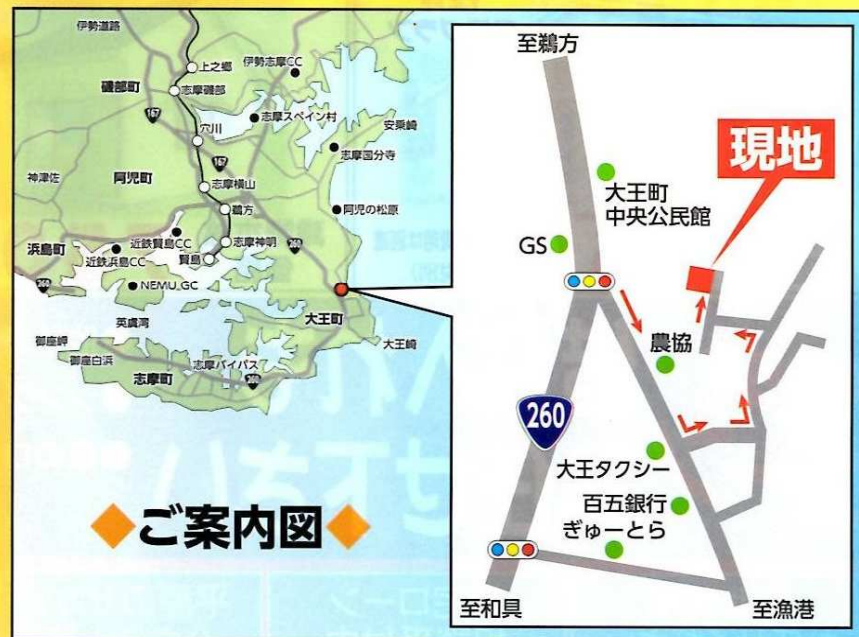 伊勢道路
上之郷
伊勢志摩CC
磯部町
志摩磯部
167
志摩スペイン村
安乗崎
穴川
167
志摩国分寺
神津佐
阿児町
志摩横山
鵜方
阿児の松原
浜島町
近鉄賢島CC
志摩神明
近鉄浜島CC
賢島
260
260
NEMU GC
英虞湾
大王町
大王崎
御座岬
御座白浜
志摩バイパス
志摩町
260
◆ご案内図◆
至鵜方
現地
大王町
中央公民館
GS
農協
260
大王タクシー
百五銀行
ぎゅーとら
至和具
至漁港